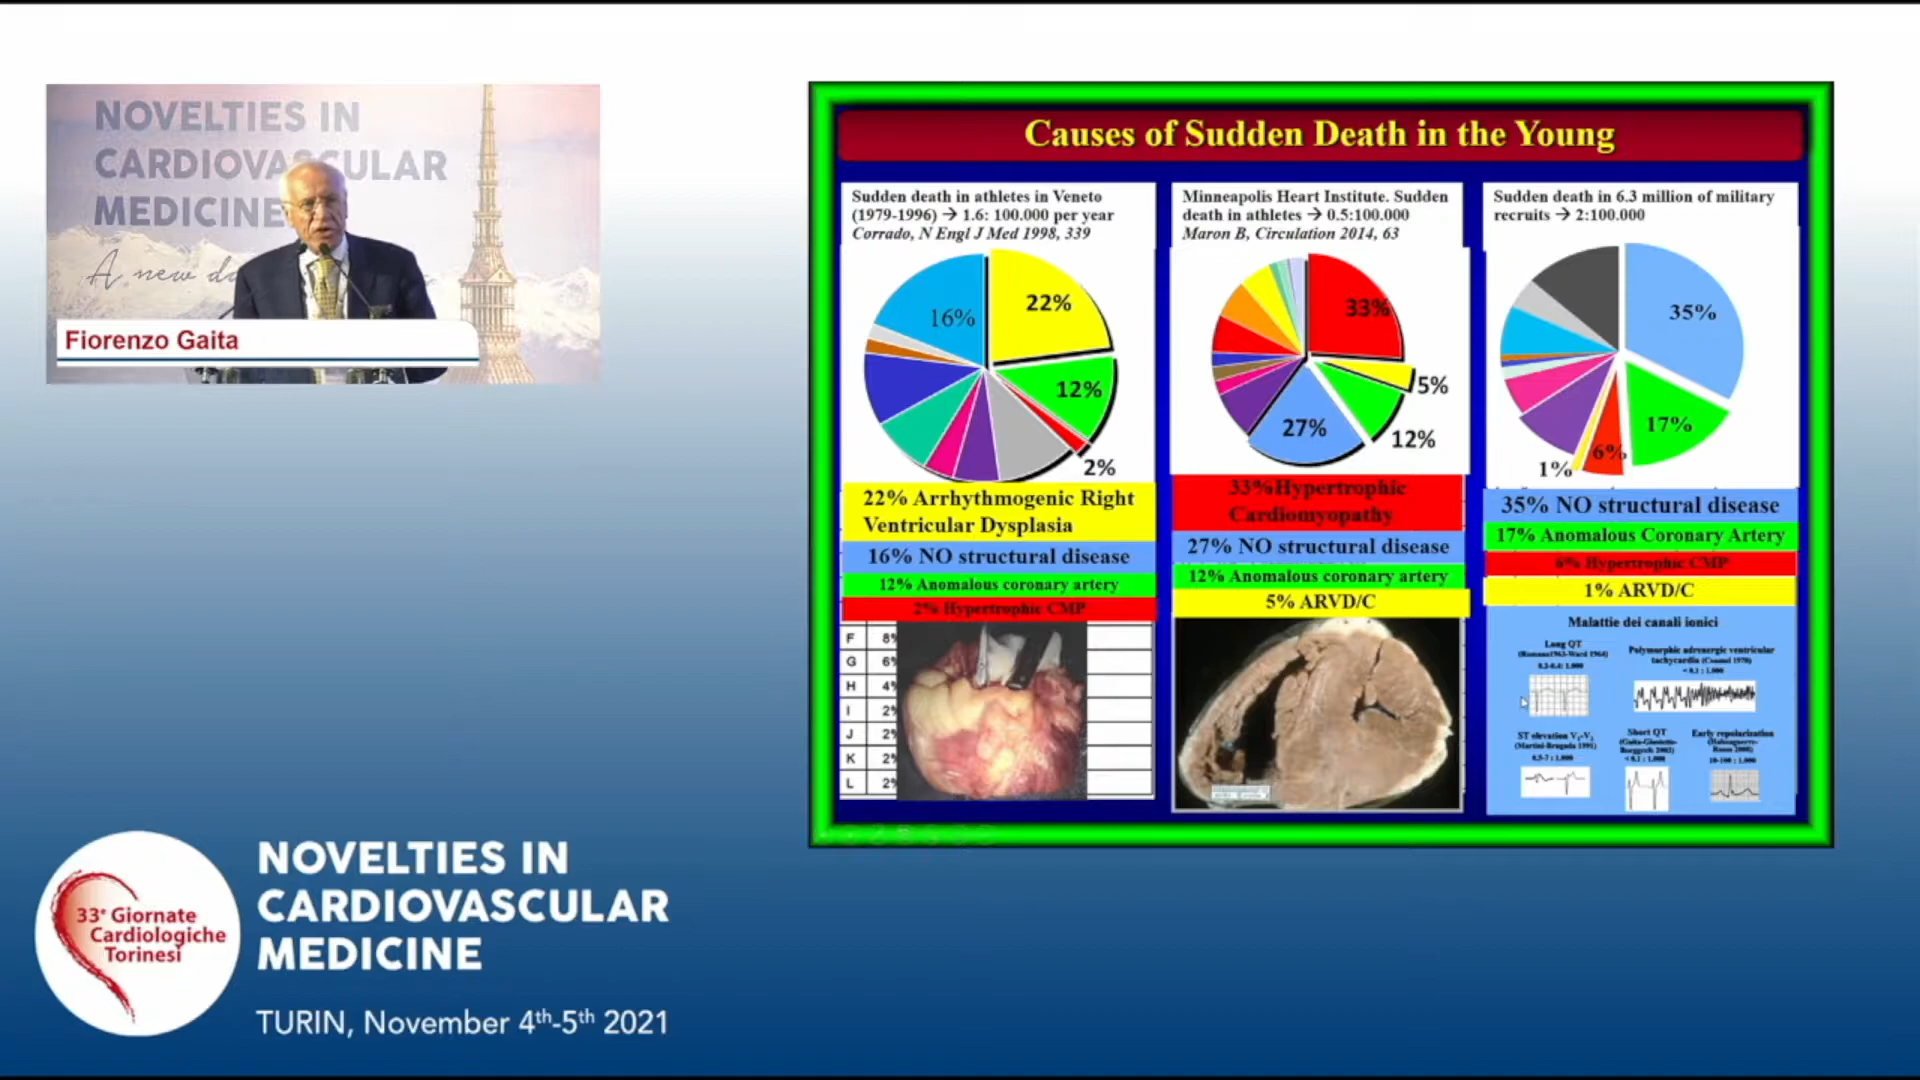 NOVELTIES IN
CARDIOVASCULAR
MEDICINE
A new
Fiorenzo Gaita
33° Giornate
Cardiologiche
Torinesi
NOVELTIES IN
CARDIOVASCULAR
MEDICINE
TURIN, November 4th-5th 2021
Causes of Sudden Death in the Young
Sudden death in athletes in Veneto
(1979-1996) → 1.6: 100.000 per year
Corrado, N Engl J Med 1998, 339
16%
22%
12%
2%
22% Arrhythmogenic Right
Ventricular Dysplasia
16% NO structural disease
12% Anomalous coronary artery
2% Hypertrophic CMP
F 8%
G 6%
H 4%
I 2%
J 2%
K 2%
L 2%
Minneapolis Heart Institute. Sudden
death in athletes → 0.5:100.000
Maron B, Circulation 2014, 63
33%
5%
12%
27%
33%Hypertrophic
Cardiomyopathy
27% NO structural disease
12% Anomalous coronary artery
5% ARVD/C
Sudden death in 6.3 million of military
recruits → 2:100.000
35%
17%
6%
1%
35% NO structural disease
17% Anomalous Coronary Artery
6% Hypertrophic CMP
1% ARVD/C
Malattie dei canali ionici
Long QT
(Romano1963-Ward 1964)
0.2-0.4: 1.000
Polymorphic adrenergic ventricular
tachycardia (Coumel 1978)
< 0.1 : 1.000
ST elevation V1-V3
(Martini-Brugada 1991)
0.5-7 : 1.000
Short QT
(Gaita-Giustetto-
Borggrefe 2003)
< 0.1 : 1.000
Early repolarization
(Haissaguerre-
Rosso 2008)
10-100 : 1.000